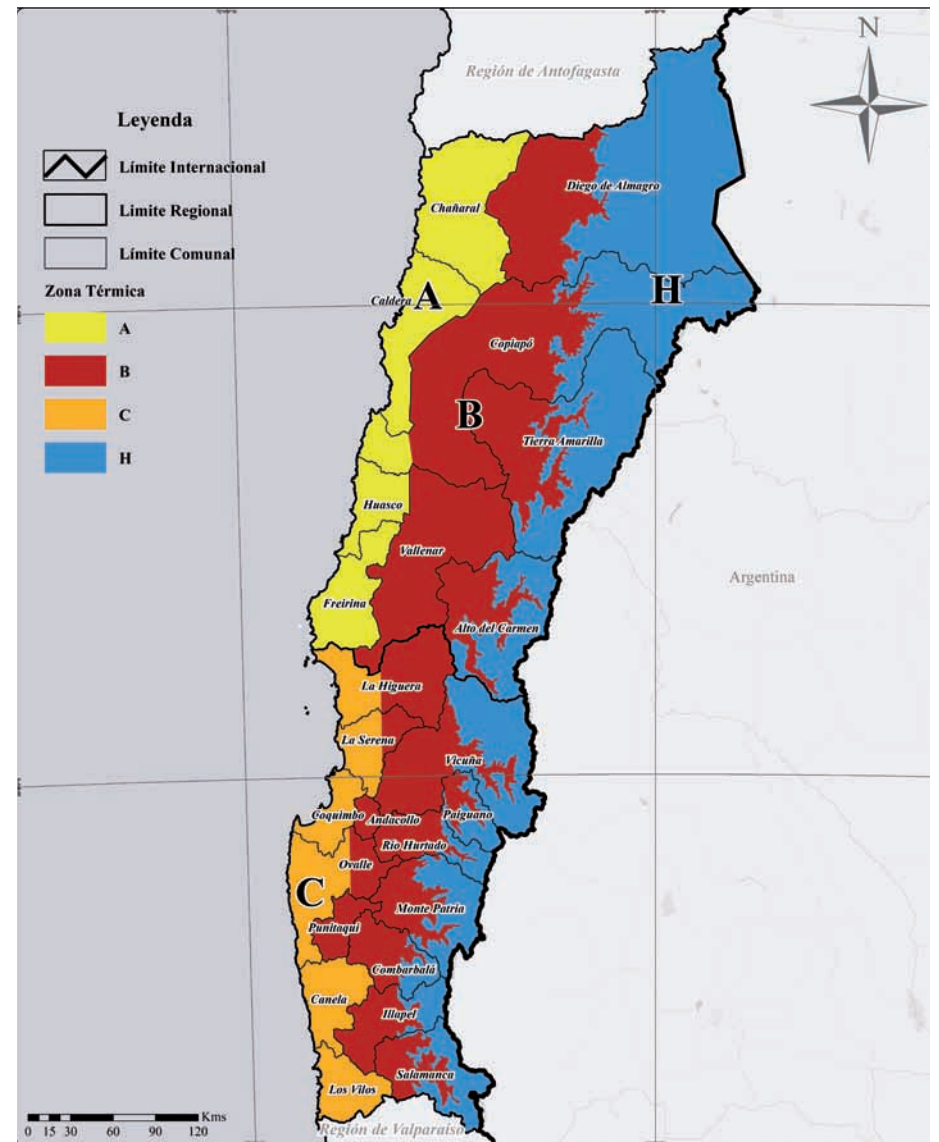 N
Región de Antofagasta
Leyenda
Límite Internacional
Límite Regional
Límite Comunal
Zona Térmica
A
B
C
H
Diego de Almagro
Chañaral
A
H
Caldera
Copiapó
B
Tierra Amarilla
Huasco
Vallenar
Argentina
Freirina
Alto del Carmen
La Higuera
La Serena
Vicuña
Coquimbo
Andacollo
Paiguano
Río Hurtado
Ovalle
C
Monte Patria
Punitaqui
Combarbalá
Canela
Illapel
Salamanca
Los Vilos
Kms
0 15 30 60 90 120
Región de Valparaíso